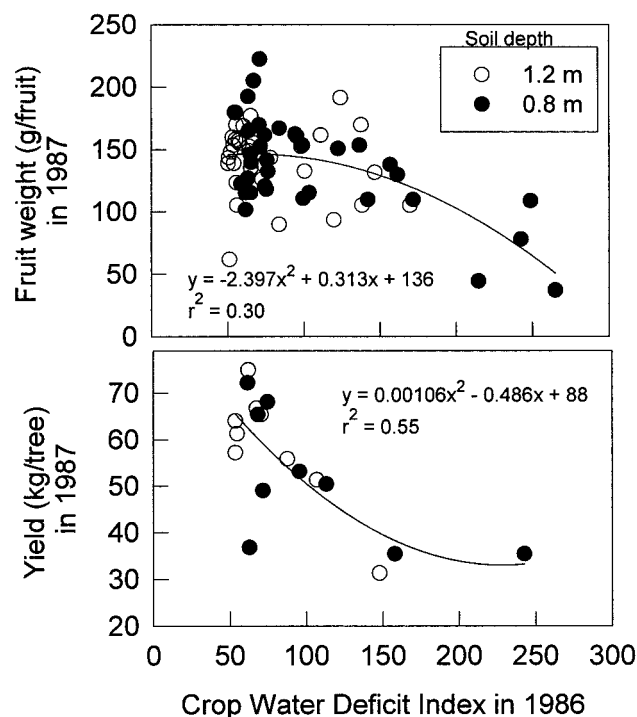 250
200
150
100
50
0
Fruit weight (g/fruit)
in 1987
Soil depth
1.2 m
0.8 m
y = -2.397x² + 0.313x + 136
r² = 0.30
70
60
50
40
30
20
Yield (kg/tree)
in 1987
y = 0.00106x² - 0.486x + 88
r² = 0.55
0 50 100 150 200 250 300
Crop Water Deficit Index in 1986